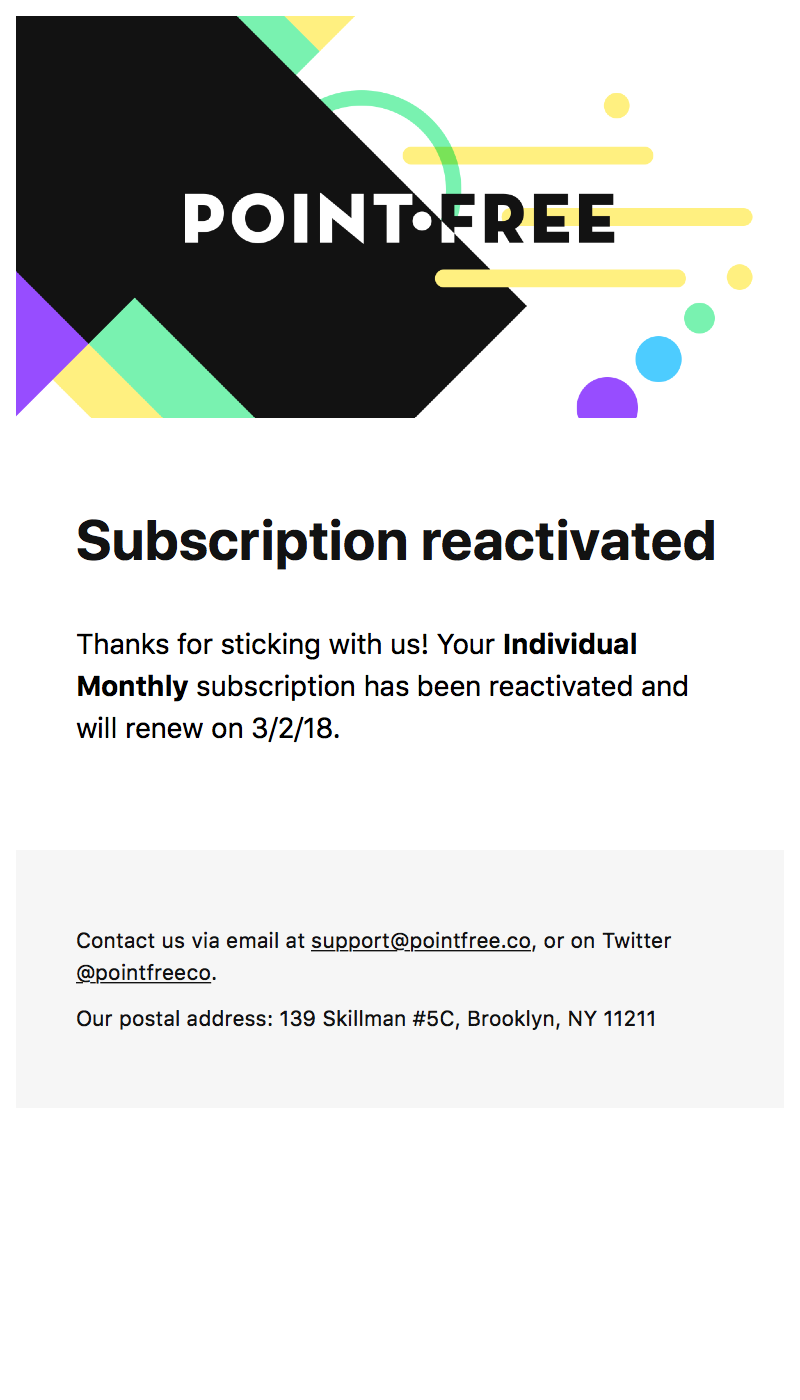 POINT•FREE
Subscription reactivated
Thanks for sticking with us! Your Individual
Monthly subscription has been reactivated and
will renew on 3/2/18.
Contact us via email at support@pointfree.co, or on Twitter
@pointfreeco.
Our postal address: 139 Skillman #5C, Brooklyn, NY 11211